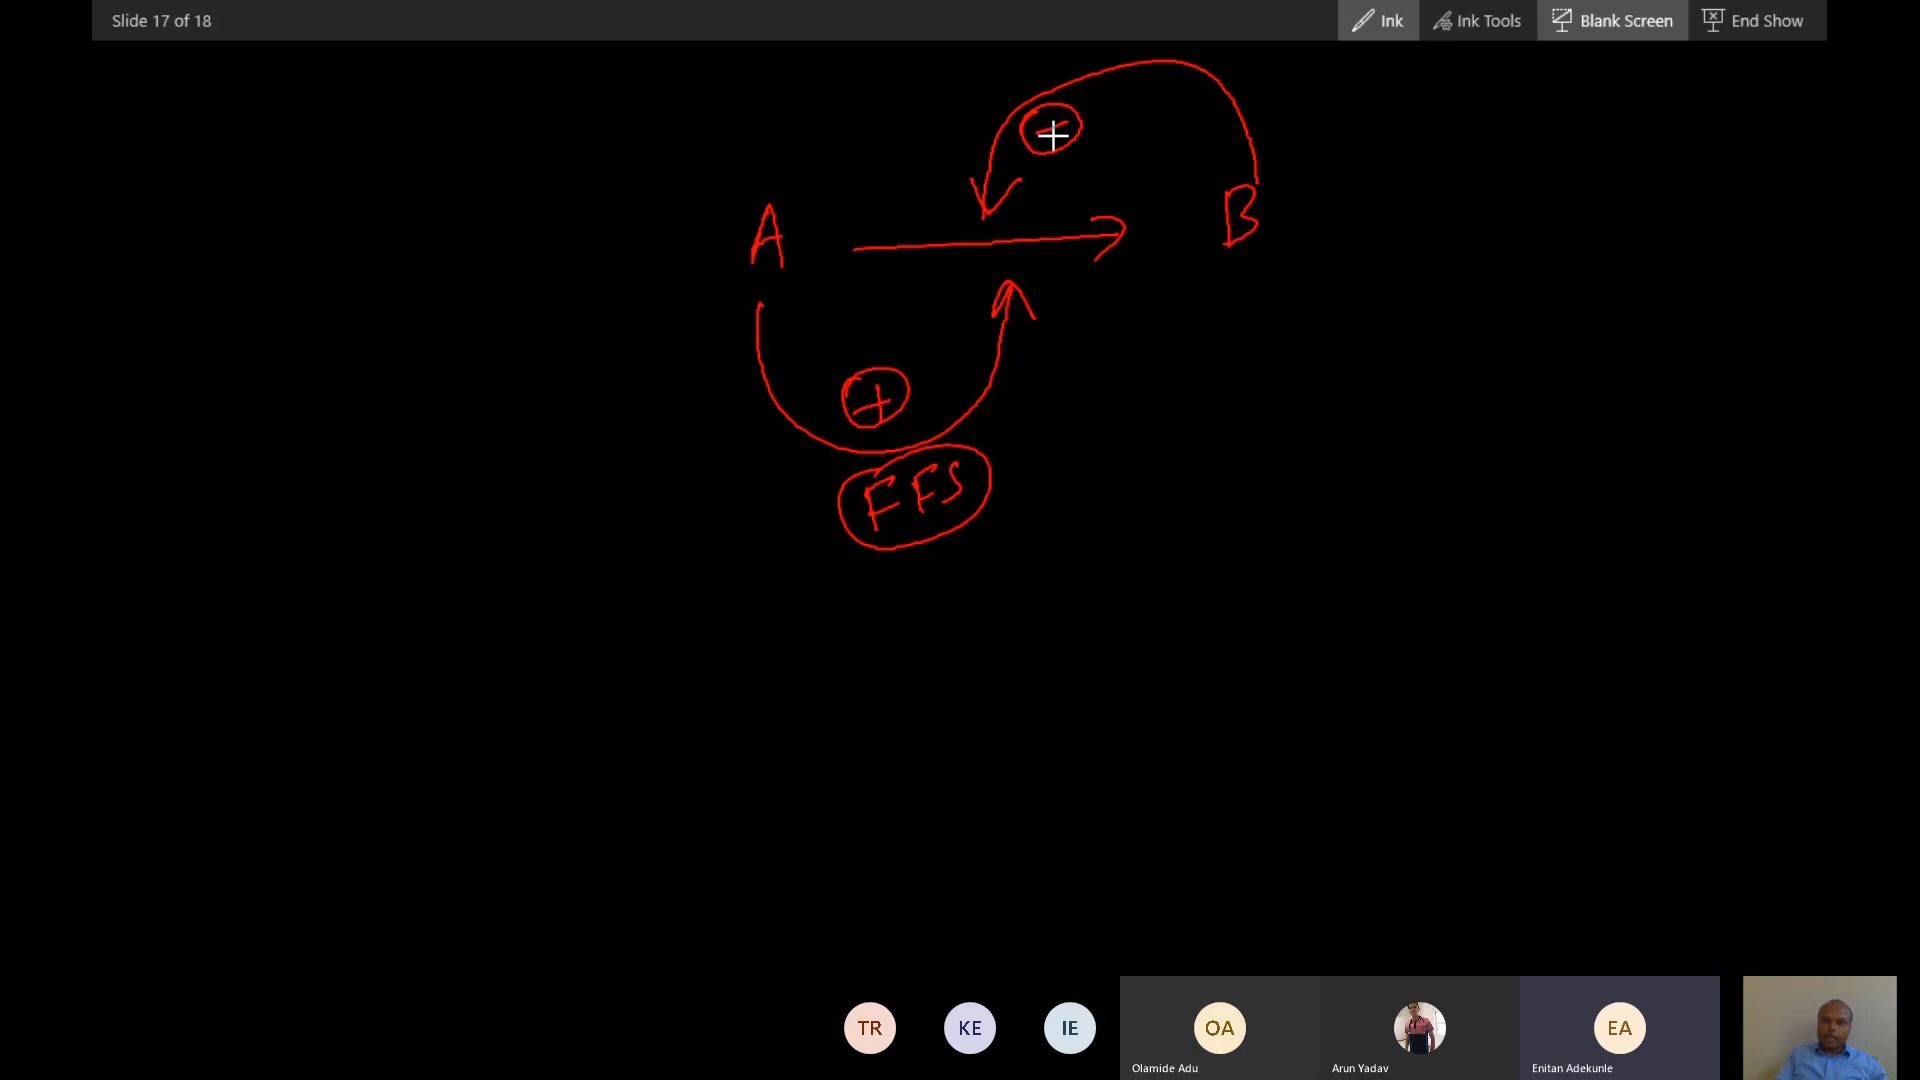 Slide 17 of 18
Ink
Ink Tools
Blank Screen
End Show
A
B
+
FFS
TR
KE
IE
OA
EA
Olamide Adu
Arun Yadav
Enitan Adekunle